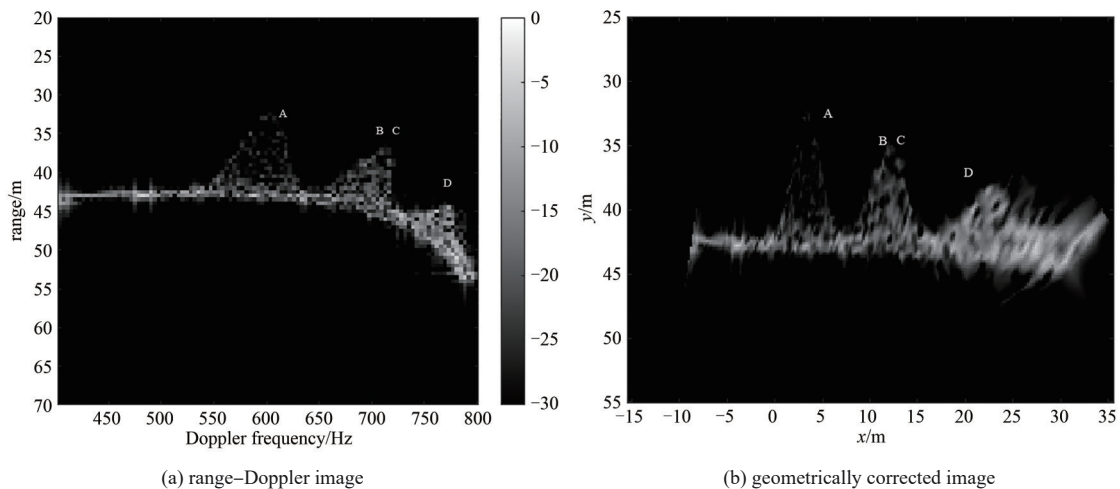 20
25
30
35
40
45
50
55
60
65
70
range/m
A
B C
D
450 500 550 600 650 700 750 800
Doppler frequency/Hz
0
−5
−10
−15
−20
−25
−30
(a) range−Doppler image
25
30
35
40
45
50
55
y/m
A
B C
D
−15 −10 −5 0 5 10 15 20 25 30 35
x/m
(b) geometrically corrected image